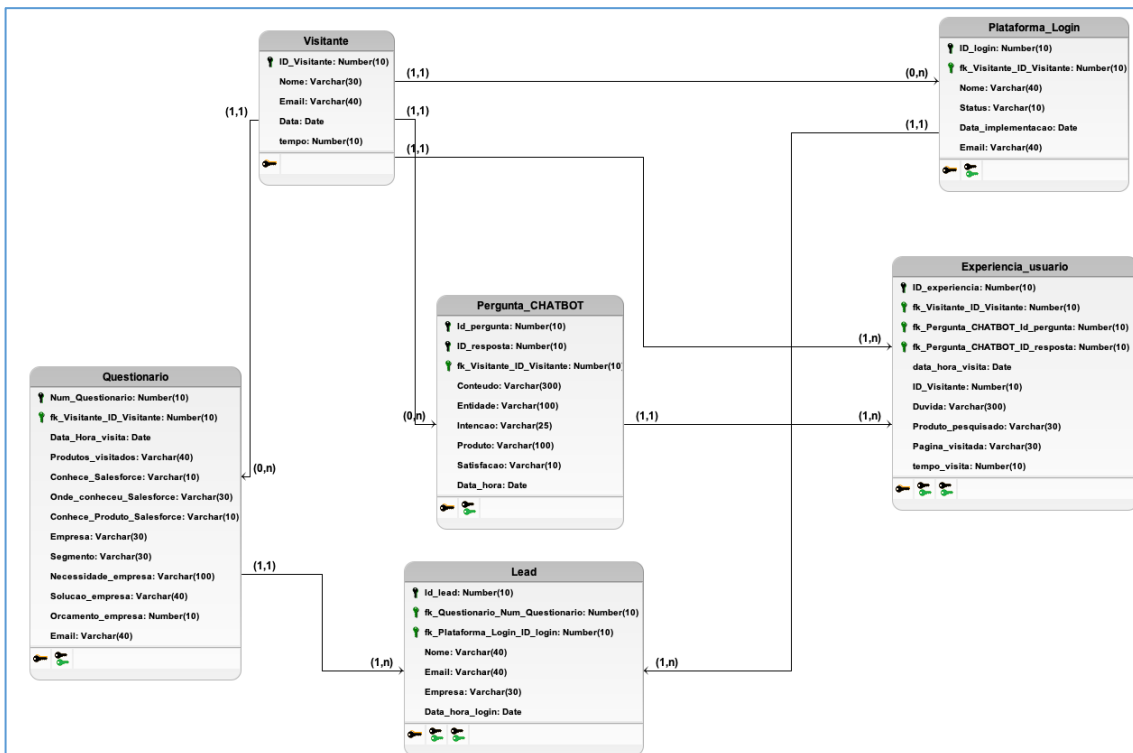 Visitante
ID_Visitante: Number(10)
Nome: Varchar(30)
Email: Varchar(40)
Data: Date
tempo: Number(10)
(1,1)
(1,1)
(1,1)
(1,1)
(0,n)
Plataforma_Login
ID_login: Number(10)
fk_Visitante_ID_Visitante: Number(10)
Nome: Varchar(40)
Status: Varchar(10)
Data_implementacao: Date
Email: Varchar(40)
(1,1)
Experiencia_usuario
ID_experiencia: Number(10)
fk_Visitante_ID_Visitante: Number(10)
fk_Pergunta_CHATBOT_Id_pergunta: Number(10)
fk_Pergunta_CHATBOT_ID_resposta: Number(10)
data_hora_visita: Date
ID_Visitante: Number(10)
Duvida: Varchar(300)
Produto_pesquisado: Varchar(30)
Pagina_visitada: Varchar(30)
tempo_visita: Number(10)
(1,n)
(1,n)
Pergunta_CHATBOT
Id_pergunta: Number(10)
ID_resposta: Number(10)
fk_Visitante_ID_Visitante: Number(10)
Conteudo: Varchar(300)
Entidade: Varchar(100)
Intencao: Varchar(25)
Produto: Varchar(100)
Satisfacao: Varchar(10)
Data_hora: Date
(0,n)
(1,1)
Questionario
Num_Questionario: Number(10)
fk_Visitante_ID_Visitante: Number(10)
Data_Hora_visita: Date
Produtos_visitados: Varchar(40)
Conhece_Salesforce: Varchar(10)
Onde_conheceu_Salesforce: Varchar(30)
Conhece_Produto_Salesforce: Varchar(10)
Empresa: Varchar(30)
Segmento: Varchar(30)
Necessidade_empresa: Varchar(100)
Solucao_empresa: Varchar(40)
Orcamento_empresa: Number(10)
Email: Varchar(40)
(0,n)
(1,1)
Lead
Id_lead: Number(10)
fk_Questionario_Num_Questionario: Number(10)
fk_Plataforma_Login_ID_login: Number(10)
Nome: Varchar(40)
Email: Varchar(40)
Empresa: Varchar(30)
Data_hora_login: Date
(1,n)
(1,n)